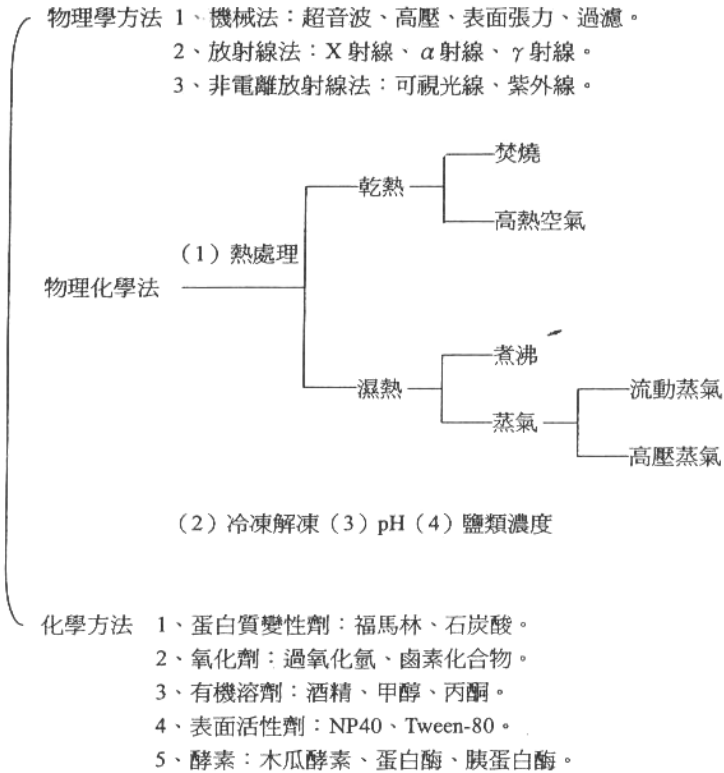 物理學方法 1、機械法：超音波、高壓、表面張力、過濾。
2、放射線法：X 射線、α 射線、γ 射線。
3、非電離放射線法：可視光線、紫外線。
焚燒
乾熱
高熱空氣
（1）熱處理
物理化學法
煮沸
濕熱
流動蒸氣
蒸氣
高壓蒸氣
（2）冷凍解凍（3）pH（4）鹽類濃度
化學方法 1、蛋白質變性劑：福馬林、石炭酸。
2、氧化劑：過氧化氫、鹵素化合物。
3、有機溶劑：酒精、甲醇、丙酮。
4、表面活性劑：NP40、Tween-80。
5、酵素：木瓜酵素、蛋白酶、胰蛋白酶。